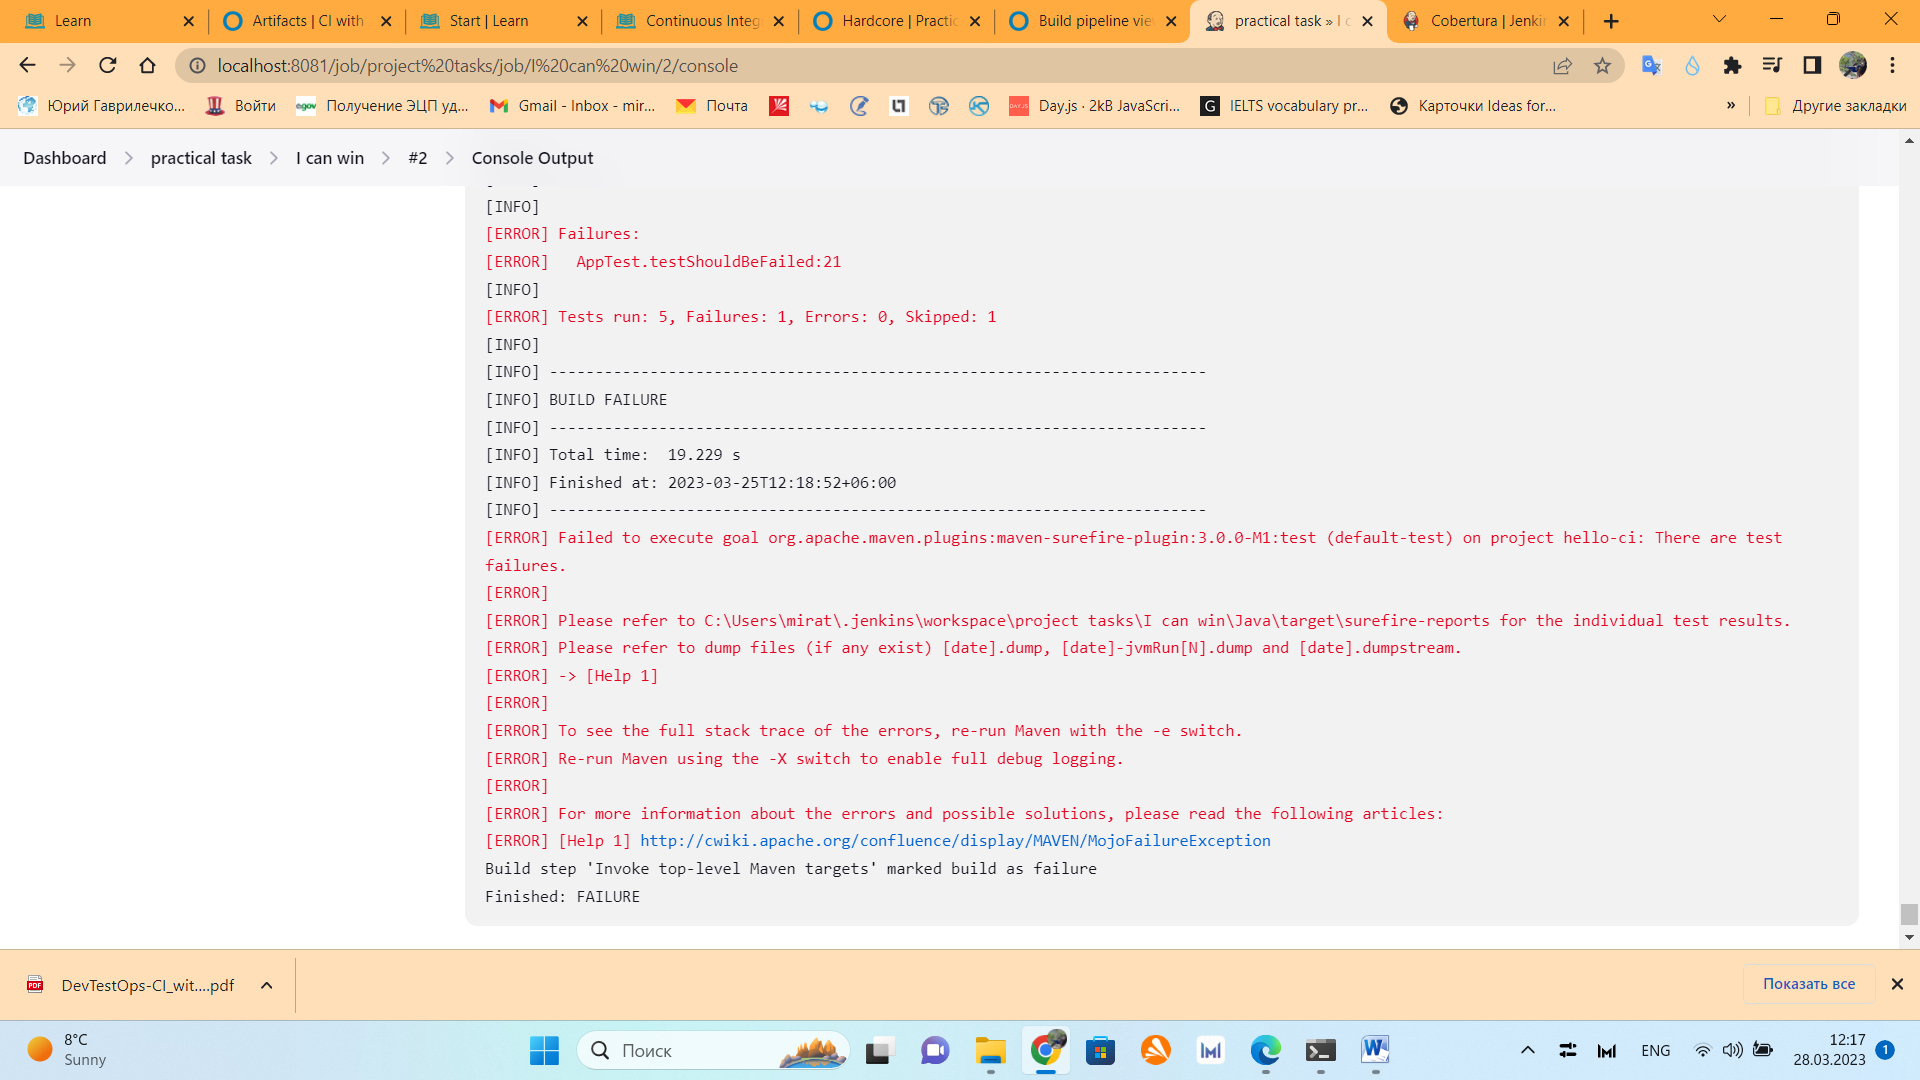 Learn
Artifacts | CI with
Start | Learn
Continuous Integ
Hardcore | Practic
Build pipeline vie
practical task » I c
Cobertura | Jenki
localhost:8081/job/project%20tasks/job/I%20can%20win/2/console
Юрий Гаврилечко...
Войти
Получение ЭЦП уд...
Gmail - Inbox - mir...
Почта
Day.js · 2kB JavaScri...
IELTS vocabulary pr...
Карточки Ideas for...
»
Другие закладки
Dashboard > practical task > I can win > #2 > Console Output
[INFO]
[ERROR] Failures:
[ERROR]   AppTest.testShouldBeFailed:21
[INFO]
[ERROR] Tests run: 5, Failures: 1, Errors: 0, Skipped: 1
[INFO]
[INFO] ------------------------------------------------------------------------
[INFO] BUILD FAILURE
[INFO] ------------------------------------------------------------------------
[INFO] Total time:  19.229 s
[INFO] Finished at: 2023-03-25T12:18:52+06:00
[INFO] ------------------------------------------------------------------------
[ERROR] Failed to execute goal org.apache.maven.plugins:maven-surefire-plugin:3.0.0-M1:test (default-test) on project hello-ci: There are test
failures.
[ERROR]
[ERROR] Please refer to C:\Users\mirat\.jenkins\workspace\project tasks\I can win\Java\target\surefire-reports for the individual test results.
[ERROR] Please refer to dump files (if any exist) [date].dump, [date]-jvmRun[N].dump and [date].dumpstream.
[ERROR] -> [Help 1]
[ERROR]
[ERROR] To see the full stack trace of the errors, re-run Maven with the -e switch.
[ERROR] Re-run Maven using the -X switch to enable full debug logging.
[ERROR]
[ERROR] For more information about the errors and possible solutions, please read the following articles:
[ERROR] [Help 1] http://cwiki.apache.org/confluence/display/MAVEN/MojoFailureException
Build step 'Invoke top-level Maven targets' marked build as failure
Finished: FAILURE
DevTestOps-CI_wit....pdf
Показать все
8°C
Sunny
Поиск
ENG
12:17
28.03.2023
1